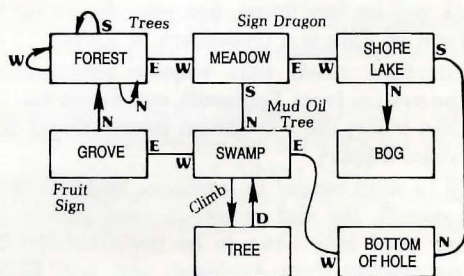 S Trees Sign Dragon
W FOREST E W MEADOW E W SHORE LAKE S
N S N
Mud Oil Tree
N N
GROVE E W SWAMP E BOG
Fruit Sign
Climb
D
TREE W BOTTOM OF HOLE N